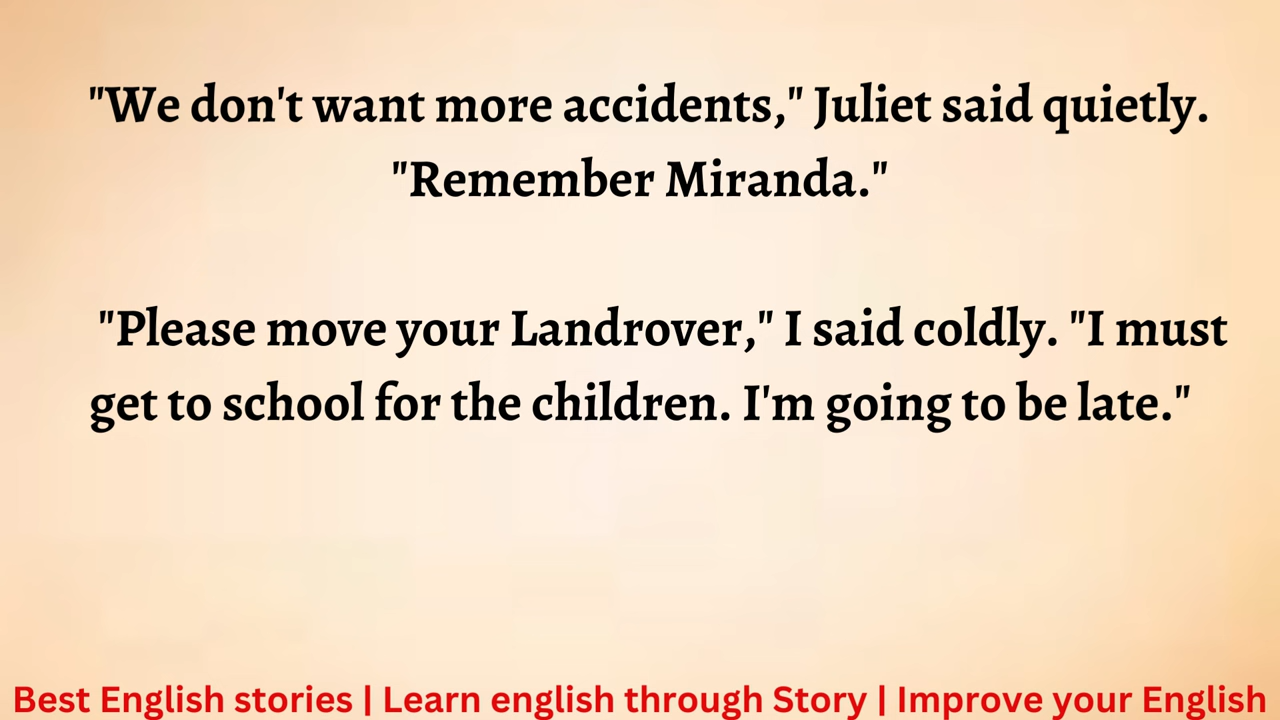 "We don't want more accidents," Juliet said quietly.
"Remember Miranda."
"Please move your Landrover," I said coldly. "I must
get to school for the children. I'm going to be late."
Best English stories | Learn english through Story | Improve your English